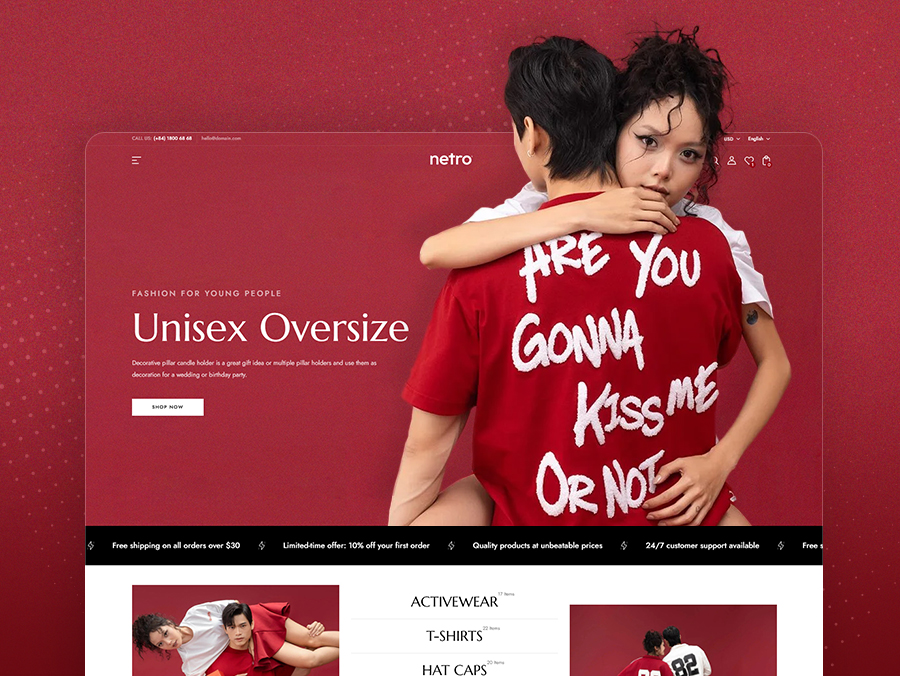 CALL US: (+84) 1800 68 68 hello@domain.com
USD English
netro
FASHION FOR YOUNG PEOPLE
Unisex Oversize
Decorative pillar candle holder is a great gift idea or multiple pillar holders and use them as
decoration for a wedding or birthday party.
SHOP NOW
ARE YOU
GONNA
KISS ME
OR NOT
Free shipping on all orders over $30 Limited-time offer: 10% off your first order Quality products at unbeatable prices 24/7 customer support available Free s
ACTIVEWEAR 17 Items
T-SHIRTS 22 Items
HAT CAPS 20 Items
82